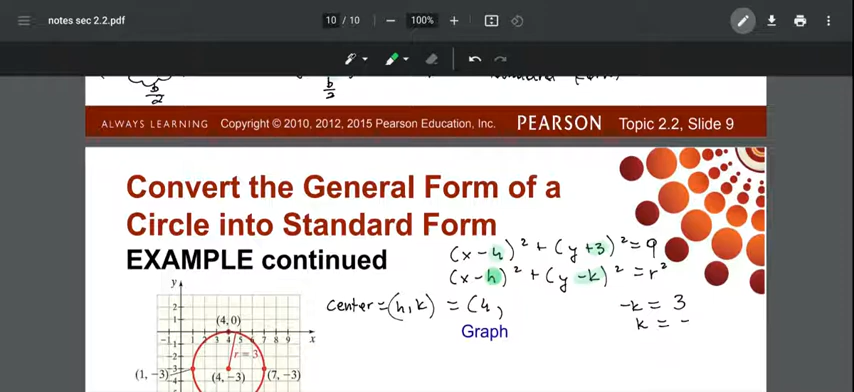 notes sec 2.2.pdf
10 / 10
100%
b/2
b/2
ALWAYS LEARNING Copyright © 2010, 2012, 2015 Pearson Education, Inc. PEARSON Topic 2.2, Slide 9
Convert the General Form of a
Circle into Standard Form
EXAMPLE continued
(x - 4)² + (y + 3)² = 9
(x - h)² + (y - k)² = r²
center = (h, k) = (4,
-k = 3
k = -
Graph
y
2
1
(4, 0)
-1 1 2 3 4 5 6 7 8 9 x
-1
-2
r = 3
(1, -3)
-3
(4, -3)
(7, -3)
-4